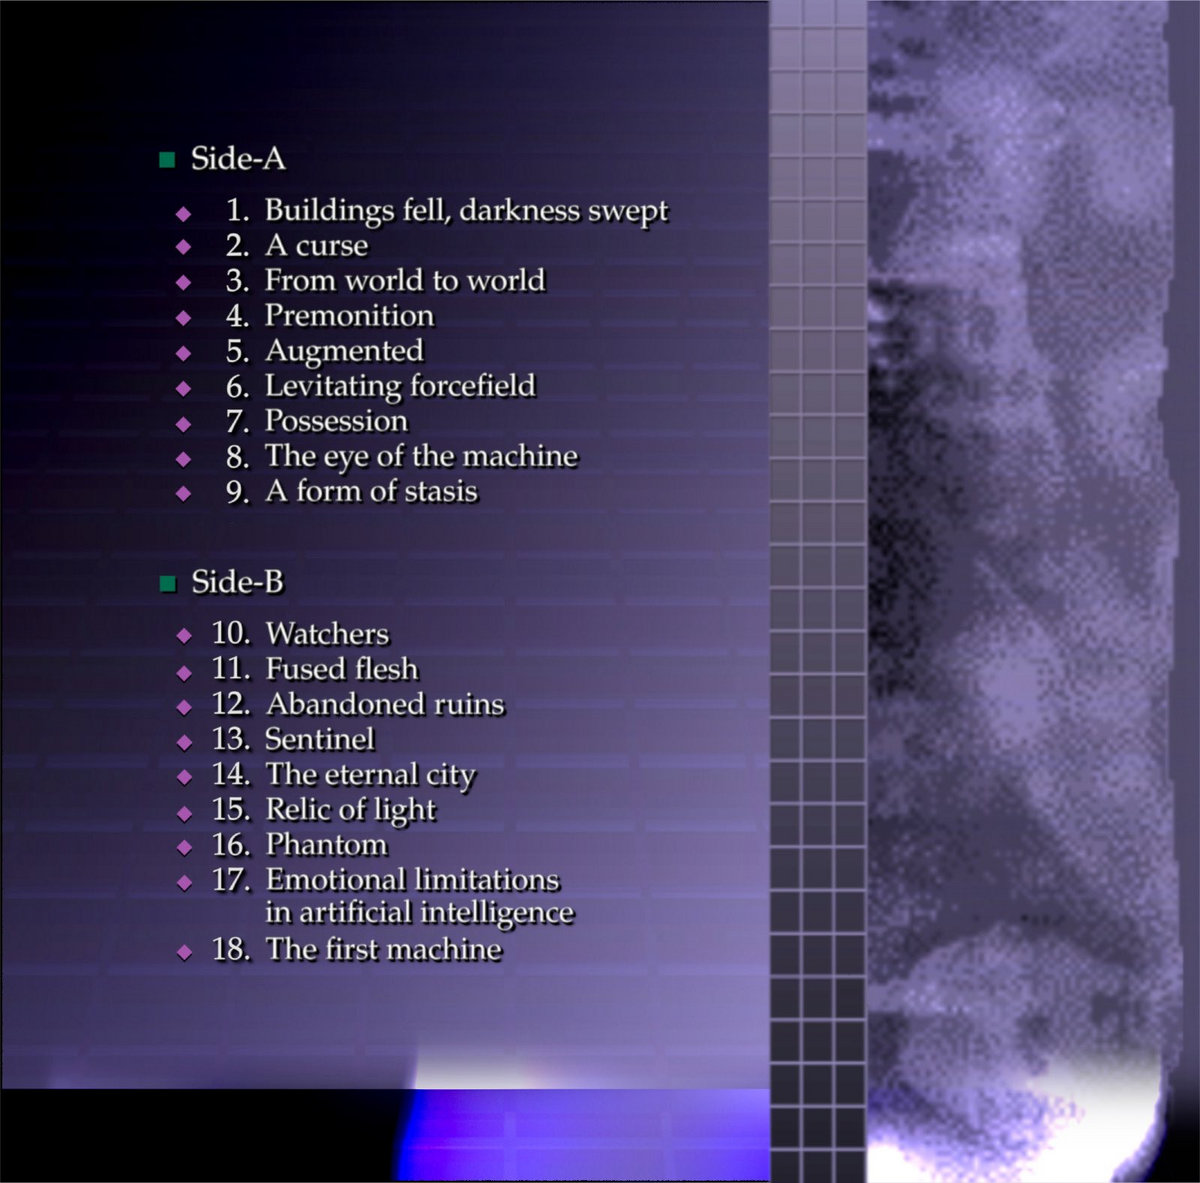 Side-A
1. Buildings fell, darkness swept
2. A curse
3. From world to world
4. Premonition
5. Augmented
6. Levitating forcefield
7. Possession
8. The eye of the machine
9. A form of stasis
Side-B
10. Watchers
11. Fused flesh
12. Abandoned ruins
13. Sentinel
14. The eternal city
15. Relic of light
16. Phantom
17. Emotional limitations
in artificial intelligence
18. The first machine